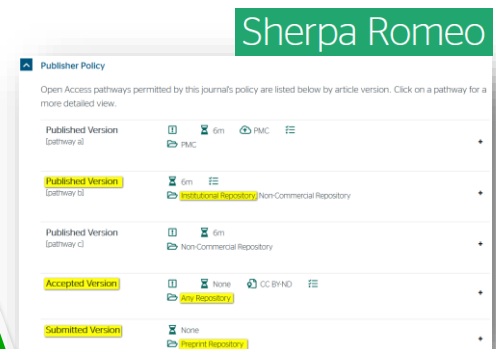 Sherpa Romeo
Publisher Policy
Open Access pathways permitted by this journal's policy are listed below by article version. Click on a pathway for a
more detailed view.
Published Version
[pathway a]
6m PMC
PMC
+
Published Version
[pathway b]
6m
Institutional Repository, Non-Commercial Repository
+
Published Version
[pathway c]
6m
Non-Commercial Repository
+
Accepted Version
None CC BY-ND
Any Repository
+
Submitted Version
None
Preprint Repository
+